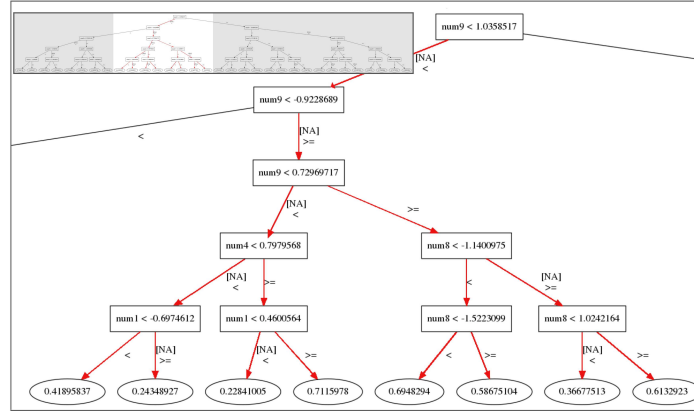 num9 < 1.0358517
[NA]
<
num9 < -0.9228689
<
[NA]
>=
num9 < 0.72969717
[NA]
<
>=
num4 < 0.7979568
num8 < -1.1400975
[NA]
<
>=
<
[NA]
>=
num1 < -0.6974612
num1 < 0.4600564
num8 < -1.5223099
num8 < 1.0242164
<
[NA]
>=
[NA]
<
>=
<
>=
[NA]
<
>=
0.41895837
0.24348927
0.22841005
0.7115978
0.6948294
0.58675104
0.36677513
0.6132923